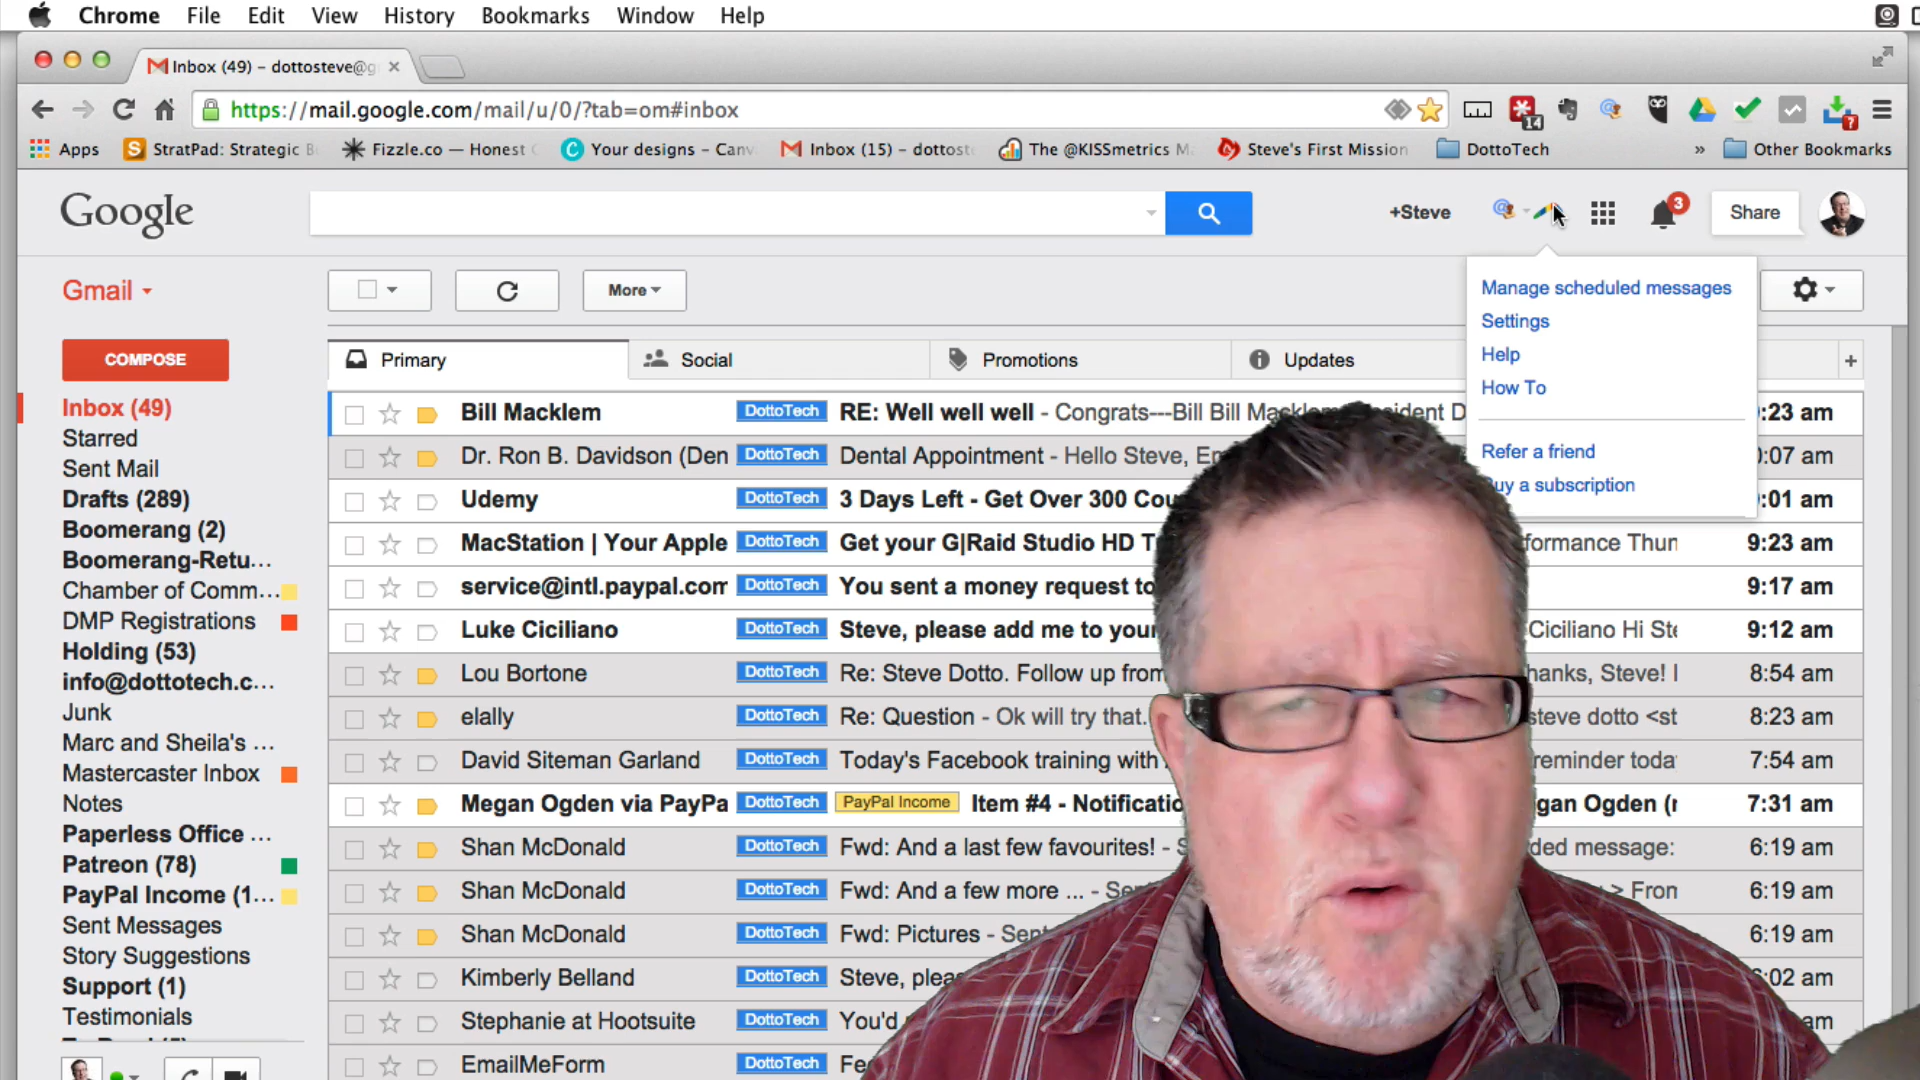 Chrome File Edit View History Bookmarks Window Help
Inbox (49) – dottosteve@g
https://mail.google.com/mail/u/0/?tab=om#inbox
14 ?
Apps StratPad: Strategic Fizzle.co — Honest Your designs – Canv Inbox (15) – dottost The @KISSmetrics Steve's First Mission DottoTech » Other Bookmarks
Google +Steve 3 Share
Gmail More
Manage scheduled messages
Settings
Help
How To
Refer a friend
uy a subscription
COMPOSE
Inbox (49)
Starred
Sent Mail
Drafts (289)
Boomerang (2)
Boomerang-Retu...
Chamber of Comm...
DMP Registrations
Holding (53)
info@dottotech.c...
Junk
Marc and Sheila's ...
Mastercaster Inbox
Notes
Paperless Office ...
Patreon (78)
PayPal Income (1...
Sent Messages
Story Suggestions
Support (1)
Testimonials
Primary Social Promotions Updates +
Bill Macklem DottoTech RE: Well well well - Congrats---Bill Bill :23 am
Dr. Ron B. Davidson (Den DottoTech Dental Appointment - Hello Steve, :07 am
Udemy DottoTech 3 Days Left - Get Over 300 Cou :01 am
MacStation | Your Apple DottoTech Get your G|Raid Studio HD T formance Thun 9:23 am
service@intl.paypal.com DottoTech You sent a money request to 9:17 am
Luke Ciciliano DottoTech Steve, please add me to your Ciciliano Hi Ste 9:12 am
Lou Bortone DottoTech Re: Steve Dotto. Follow up from hanks, Steve! I 8:54 am
elally DottoTech Re: Question - Ok will try that. steve dotto <st 8:23 am
David Siteman Garland DottoTech Today's Facebook training with reminder toda 7:54 am
Megan Ogden via PayPa DottoTech PayPal Income Item #4 - Notificatio gan Ogden (r 7:31 am
Shan McDonald DottoTech Fwd: And a last few favourites! - S ded message: 6:19 am
Shan McDonald DottoTech Fwd: And a few more ... - Sen > From 6:19 am
Shan McDonald DottoTech Fwd: Pictures - Sent 6:19 am
Kimberly Belland DottoTech Steve, plea :02 am
Stephanie at Hootsuite DottoTech You'd am
EmailMeForm DottoTech Fe